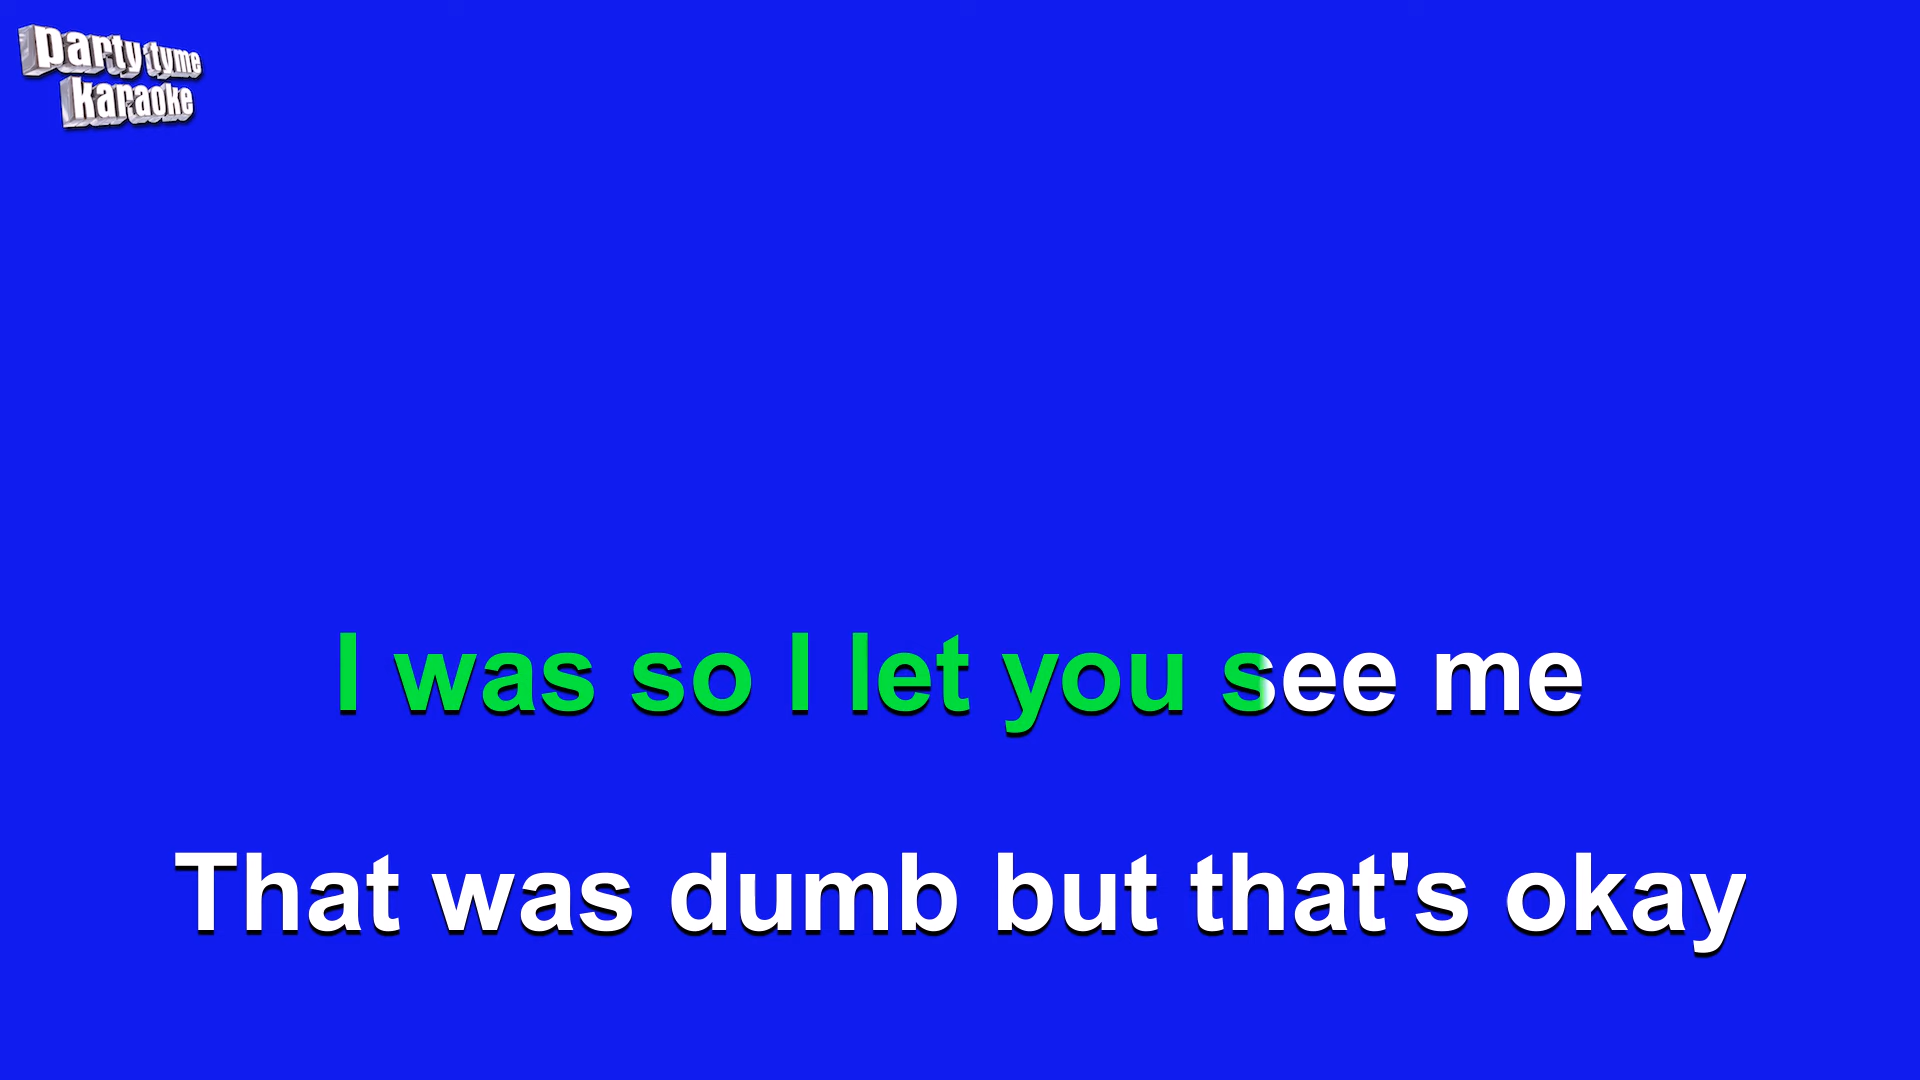 party tyme
karaoke
I was so I let you see me
That was dumb but that's okay